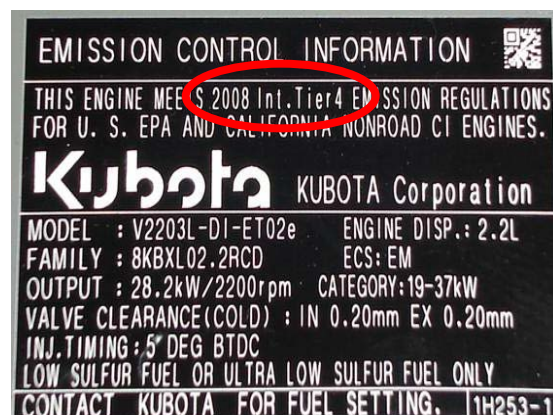 EMISSION CONTROL INFORMATION
THIS ENGINE MEETS 2008 Int.Tier4 EMISSION REGULATIONS
FOR U. S. EPA AND CALIFORNIA NONROAD CI ENGINES.
Kubota KUBOTA Corporation
MODEL : V2203L-DI-ET02e ENGINE DISP.: 2.2L
FAMILY : 8KBXL02.2RCD ECS: EM
OUTPUT : 28.2kW/2200rpm CATEGORY:19-37kW
VALVE CLEARANCE(COLD) : IN 0.20mm EX 0.20mm
INJ.TIMING : 5 DEG BTDC
LOW SULFUR FUEL OR ULTRA LOW SULFUR FUEL ONLY
CONTACT KUBOTA FOR FUEL SETTING. 1H253-1